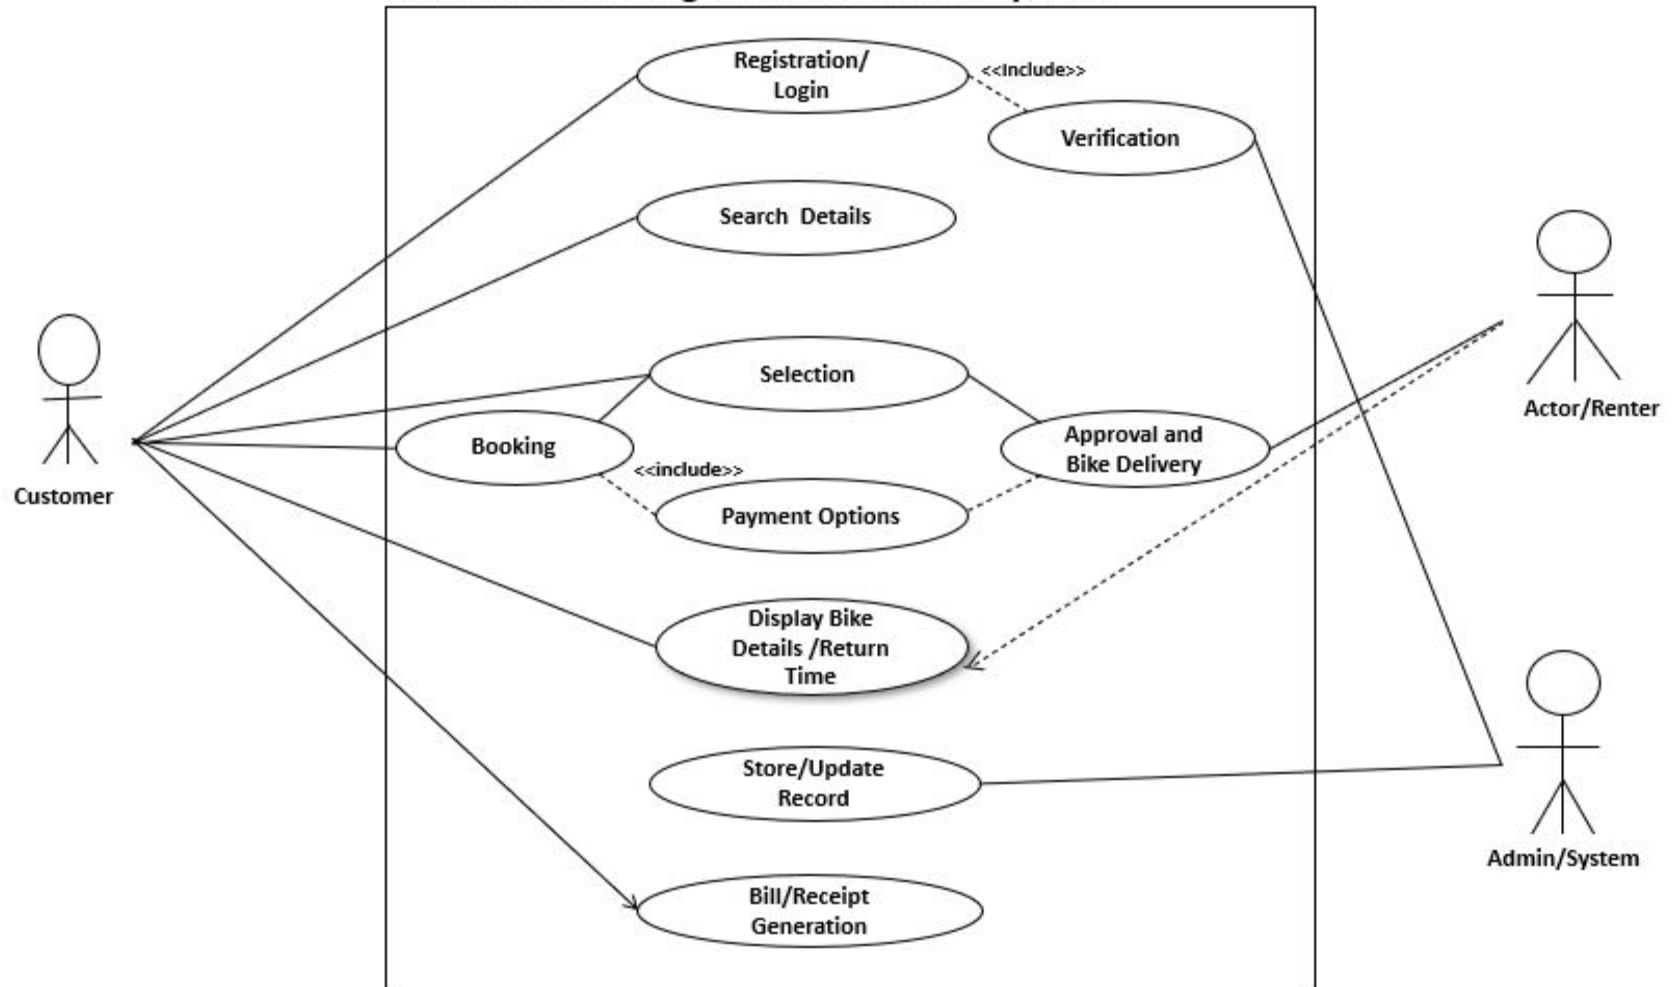 Registration/
Login
<<Include>>
Verification
Search Details
Selection
Booking
Approval and
Bike Delivery
<<include>>
Payment Options
Customer
Actor/Renter
Display Bike
Details /Return
Time
Store/Update
Record
Admin/System
Bill/Receipt
Generation